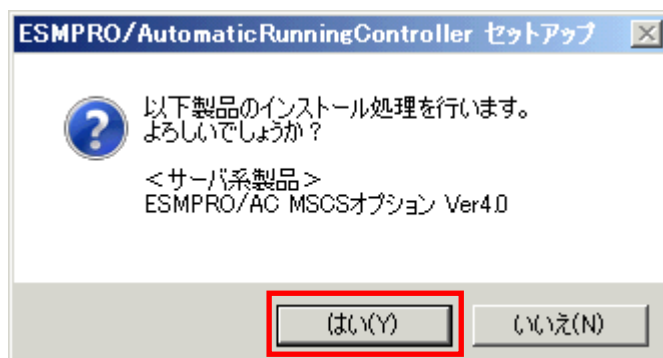 ESMPRO/AutomaticRunningController セットアップ
以下製品のインストール処理を行います。
よろしいでしょうか？
＜サーバ系製品＞
ESMPRO/AC MSCSオプション Ver4.0
はい(Y)
いいえ(N)